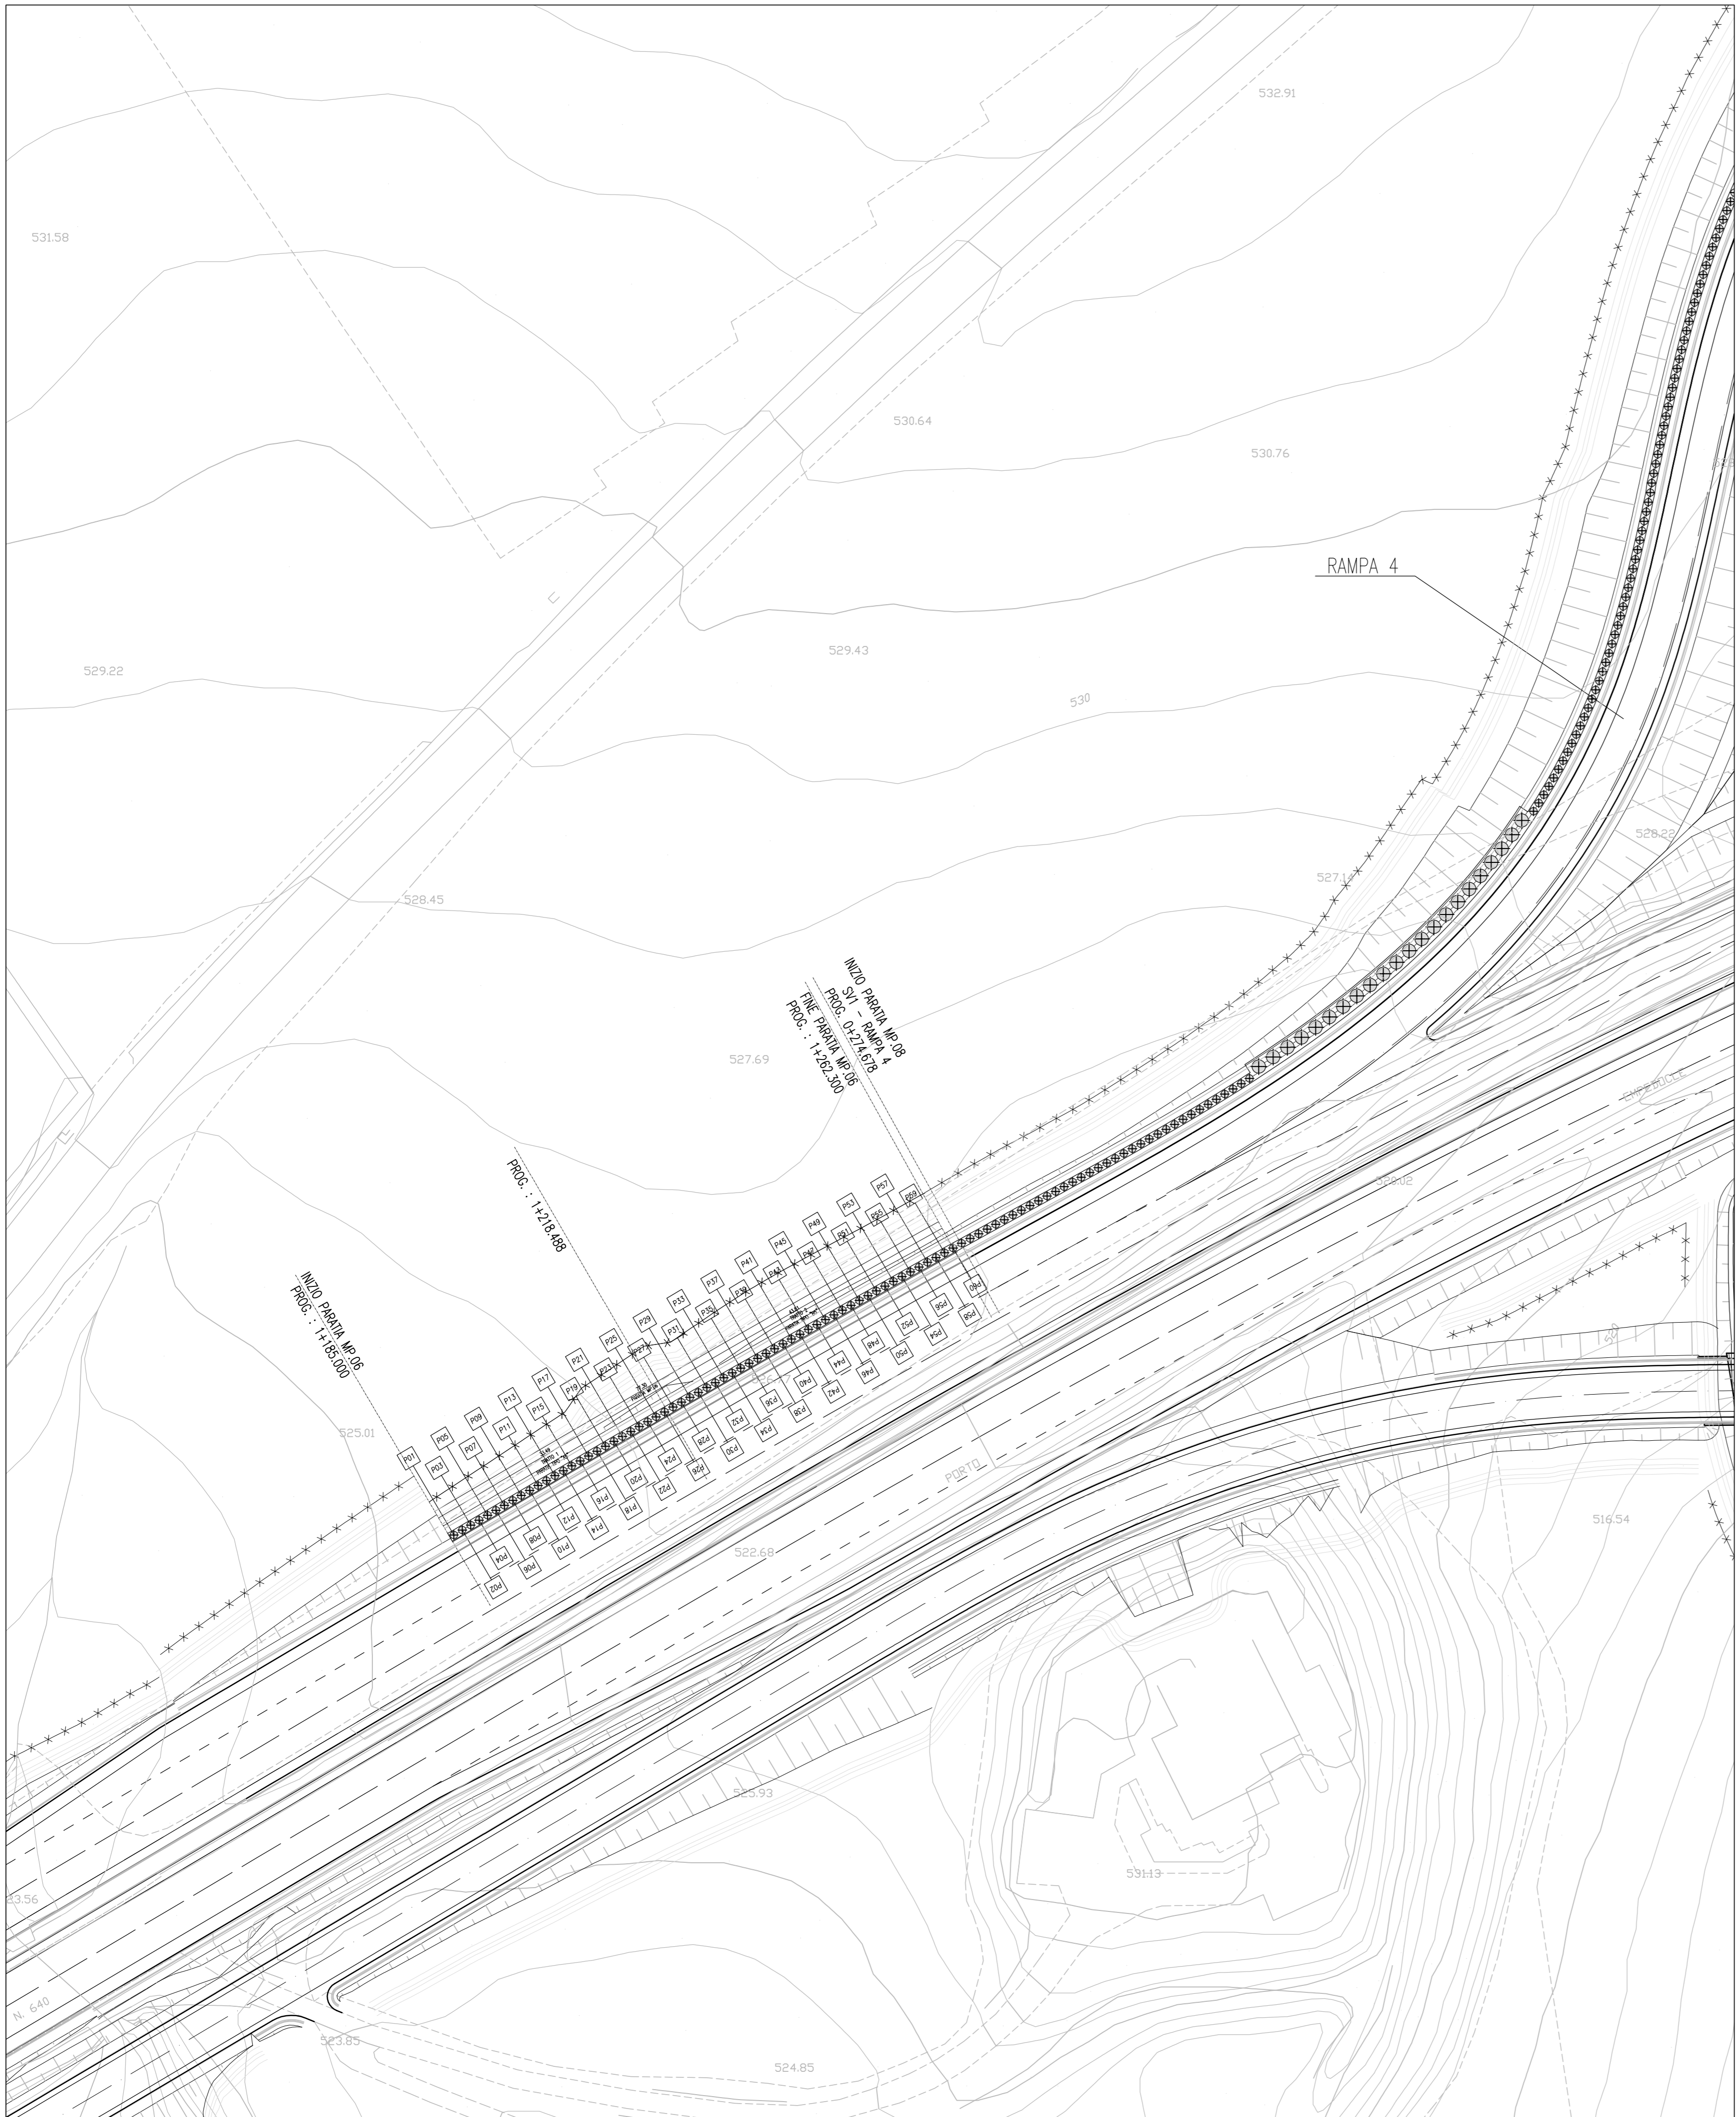 532.91
531.58
530.64
530.76
RAMPA 4
529.22
529.43
530
528.22
527.14
528.45
INIZIO PARATIA MP.08
SV1 - RAMPA 4
PROG. 0+274.678
FINE PARATIA MP.06
PROG. : 1+262.300
527.69
EMPEDOCLE
PROG. : 1+218.488
INIZIO PARATIA MP.06
PROG. : 1+185.000
P01
P03
P05
P07
P09
P11
P13
P15
P17
P19
P21
P23
P25
P27
P29
P31
P33
P35
P37
P39
P41
P43
P45
P47
P49
P51
P53
P55
P57
P59
P02
P04
P06
P08
P10
P12
P14
P16
P18
P20
P22
P24
P26
P28
P30
P32
P34
P36
P38
P40
P42
P44
P46
P48
P50
P52
P54
P56
P58
P60
525.01
PORTO
522.68
516.54
525.93
531.13
23.56
N. 640
523.85
524.85